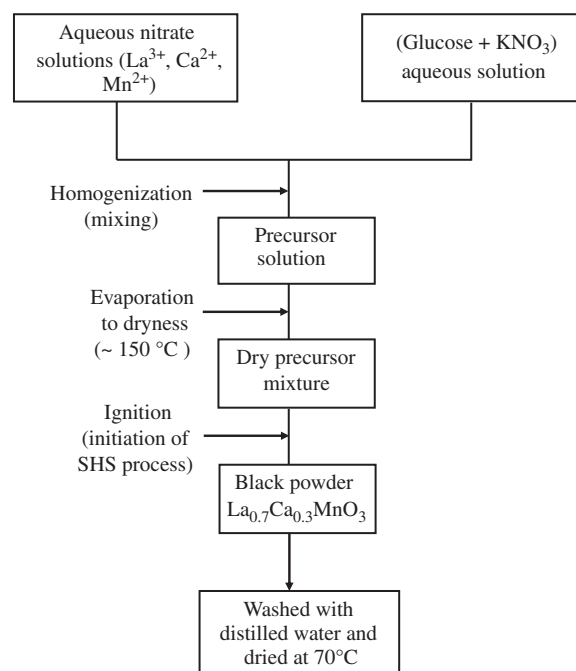 Aqueous nitrate
solutions (La³⁺, Ca²⁺,
Mn²⁺)
(Glucose + KNO₃)
aqueous solution
Homogenization
(mixing)
Precursor
solution
Evaporation
to dryness
(~ 150 °C )
Dry precursor
mixture
Ignition
(initiation of
SHS process)
Black powder
La₀.₇Ca₀.₃MnO₃
Washed with
distilled water and
dried at 70°C